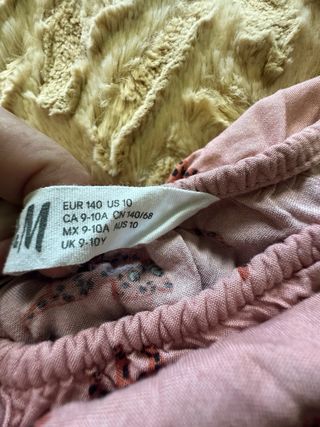 M
EUR 140 US 10
CA 9-10A CN 140/68
MX 9-10A AUS 10
UK 9-10Y